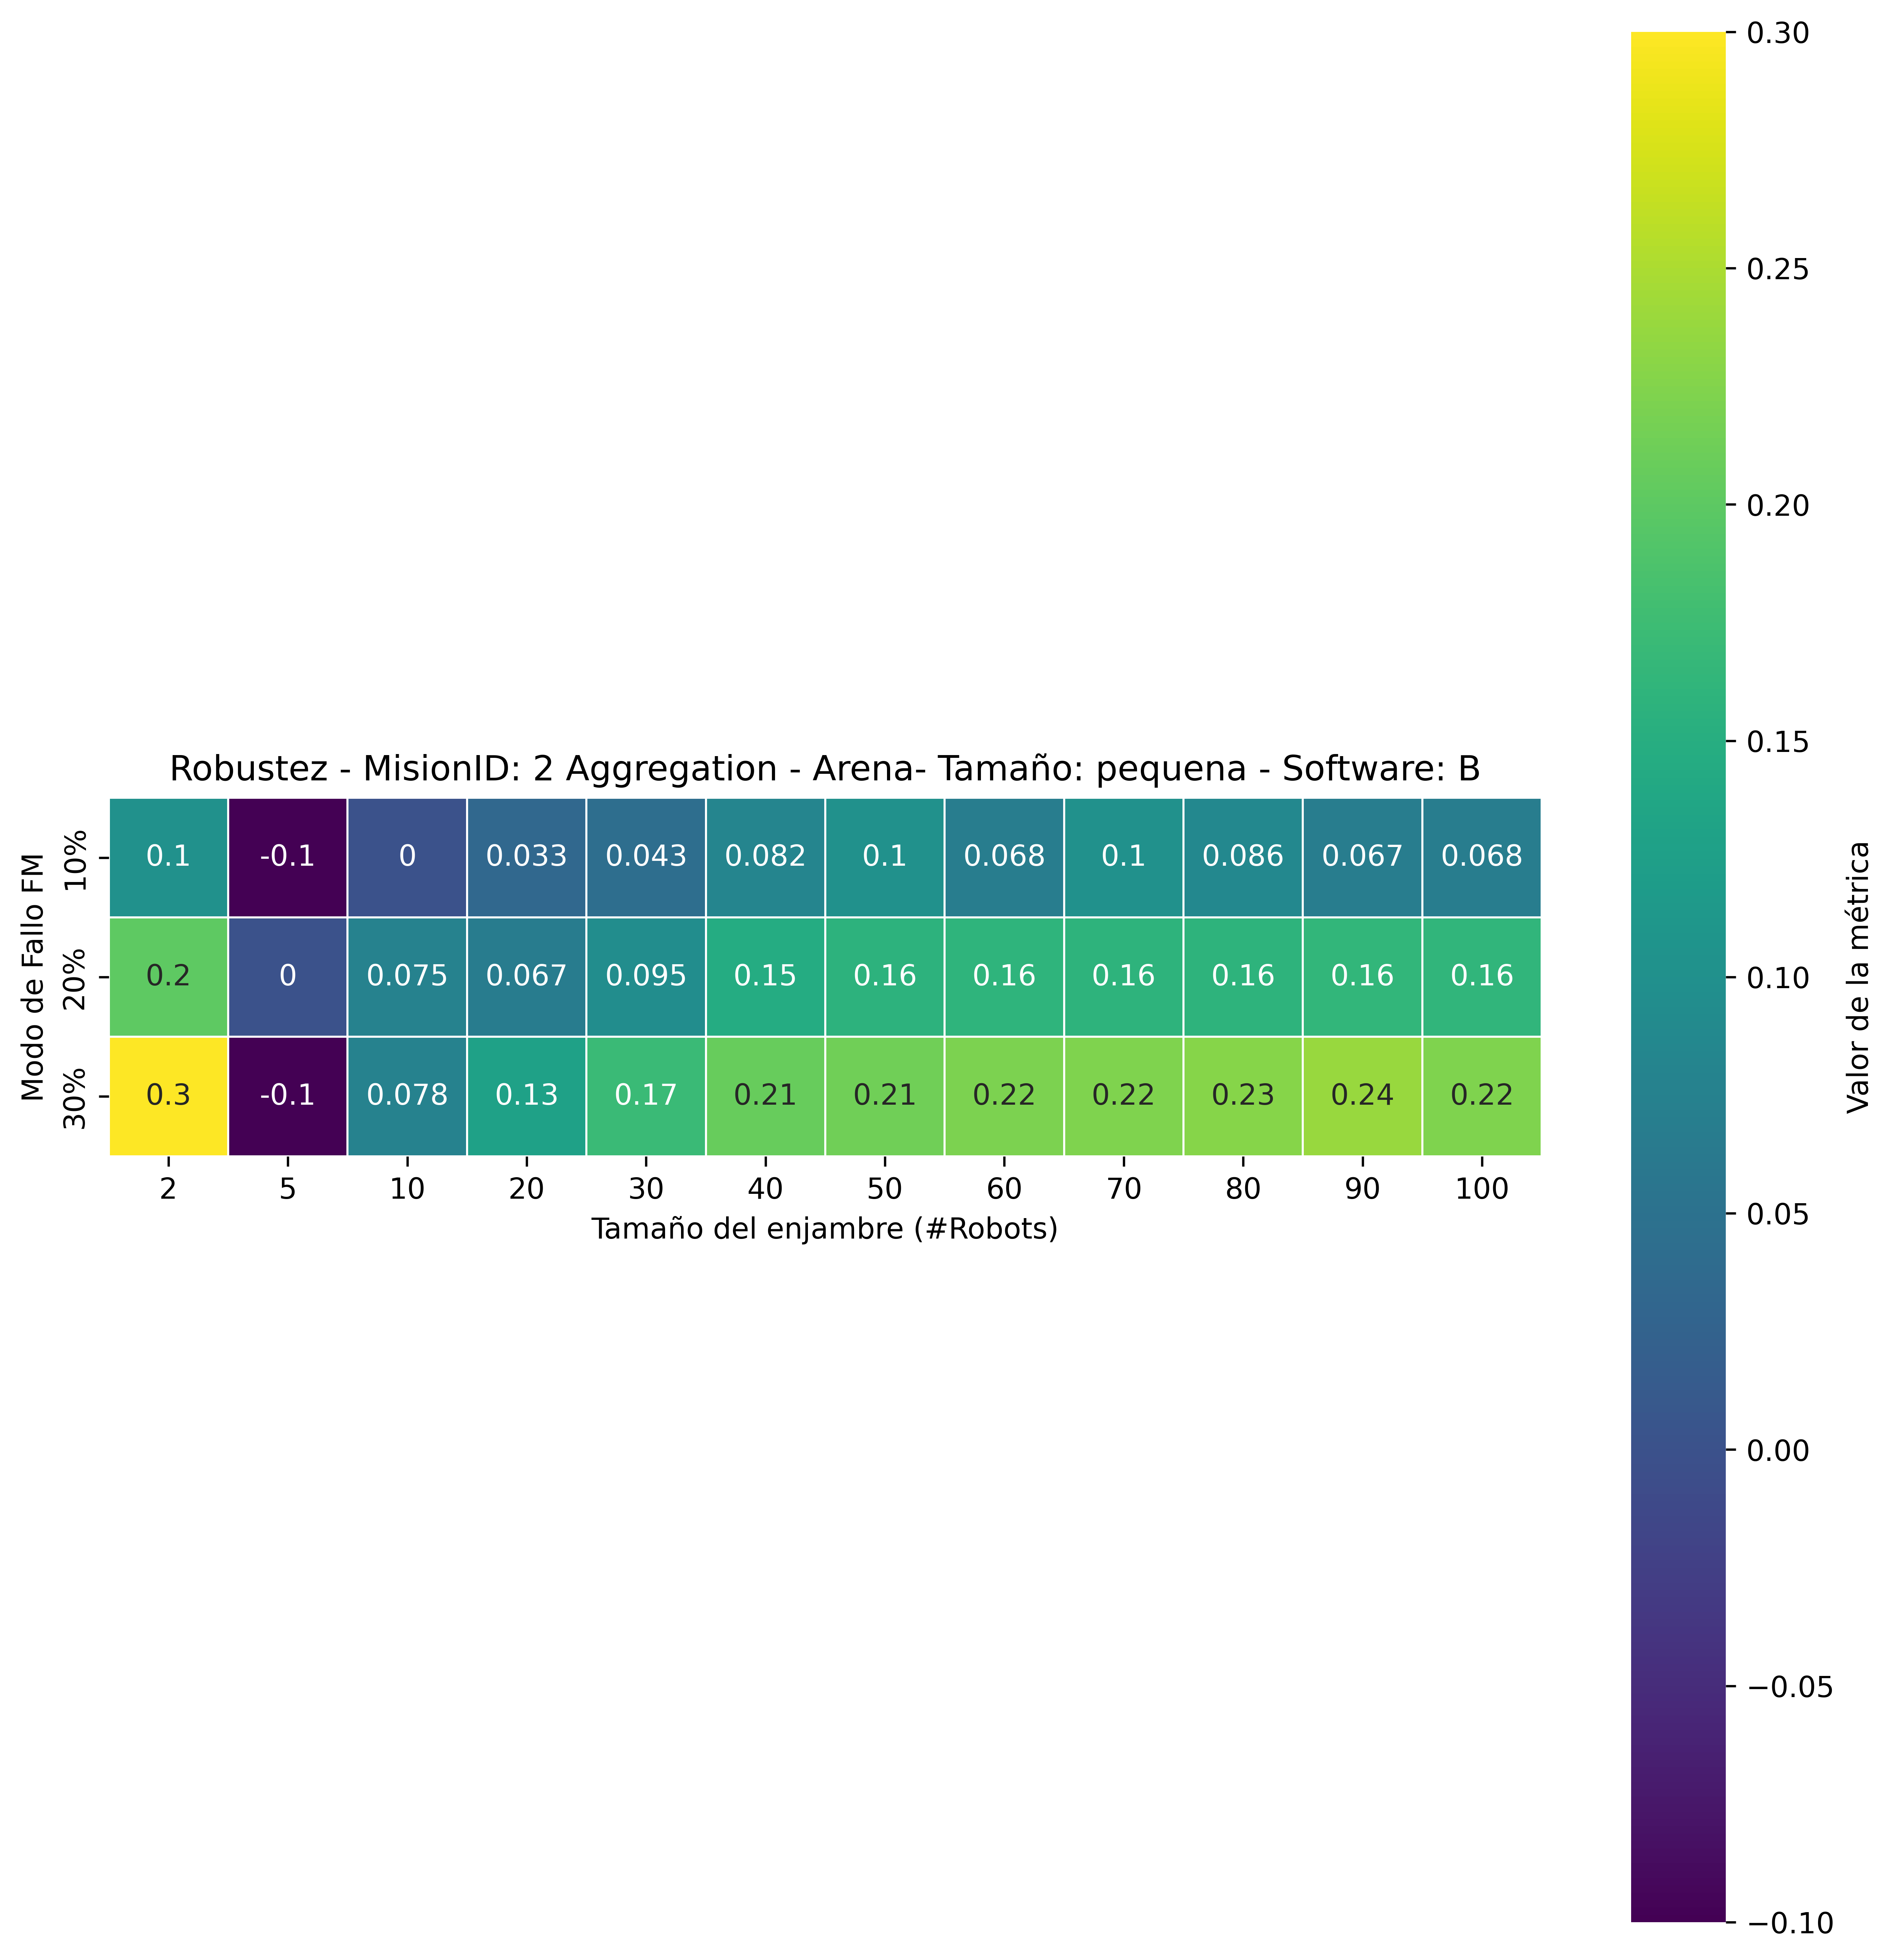 Robustez - MisionID: 2 Aggregation - Arena- Tamaño: pequena - Software: B
Modo de Fallo FM
10% 0.1 -0.1 0 0.033 0.043 0.082 0.1 0.068 0.1 0.086 0.067 0.068
20% 0.2 0 0.075 0.067 0.095 0.15 0.16 0.16 0.16 0.16 0.16 0.16
30% 0.3 -0.1 0.078 0.13 0.17 0.21 0.21 0.22 0.22 0.23 0.24 0.22
2 5 10 20 30 40 50 60 70 80 90 100
Tamaño del enjambre (#Robots)
0.30
0.25
0.20
0.15
0.10
0.05
0.00
−0.05
−0.10
Valor de la métrica